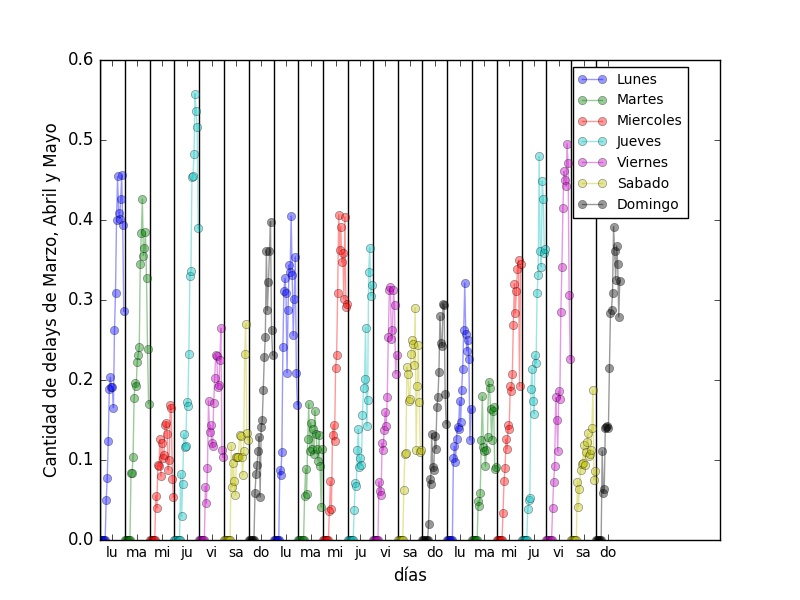 Cantidad de delays de Marzo, Abril y Mayo
0.6
0.5
0.4
0.3
0.2
0.1
0.0
Lunes
Martes
Miercoles
Jueves
Viernes
Sabado
Domingo
lu ma mi ju vi sa do lu ma mi ju vi sa do lu ma mi ju vi sa do
días